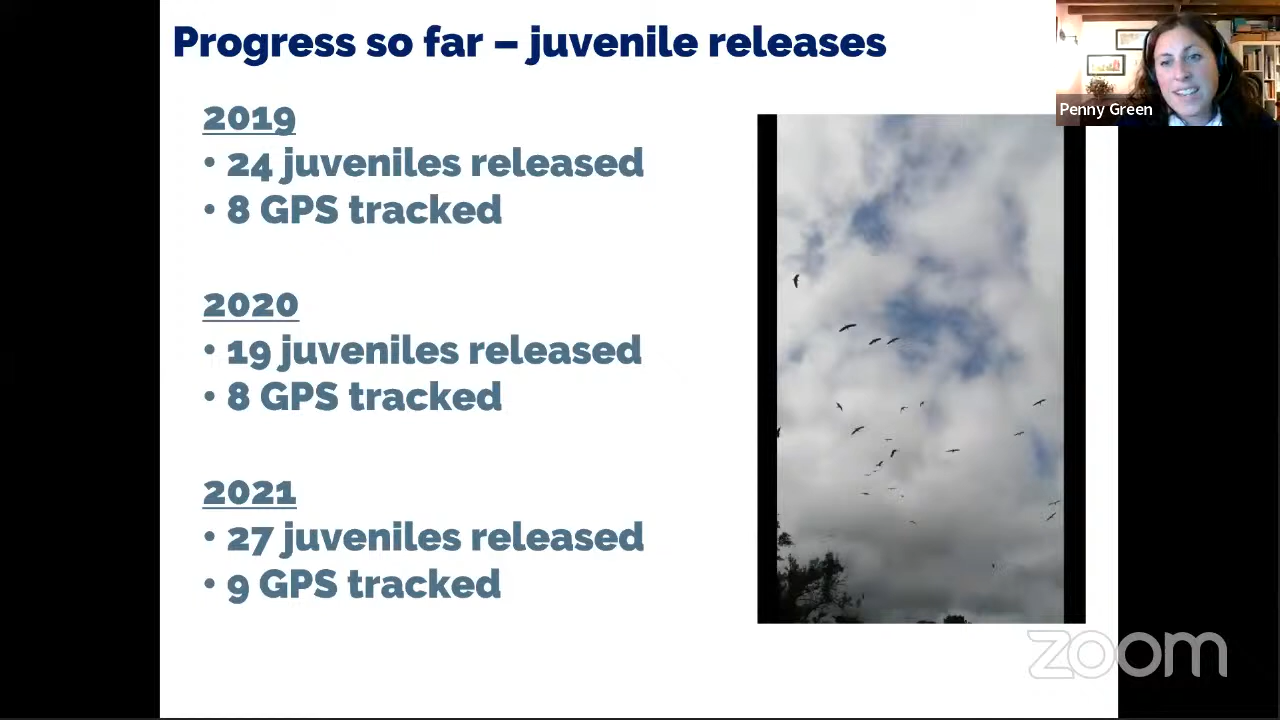 Progress so far – juvenile releases
Penny Green
2019
• 24 juveniles released
• 8 GPS tracked
2020
• 19 juveniles released
• 8 GPS tracked
2021
• 27 juveniles released
• 9 GPS tracked
zoom